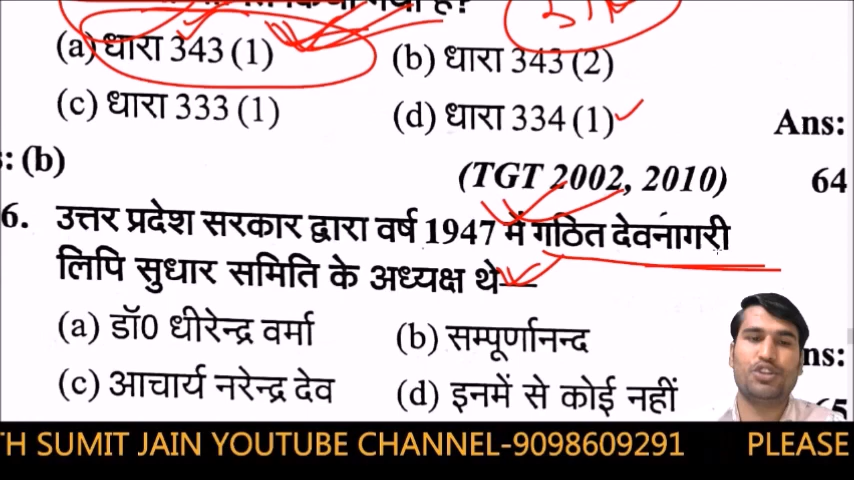 (a) धारा 343 (1)
(b) धारा 343 (2)
(c) धारा 333 (1)
(d) धारा 334 (1)
Ans:
: (b)
(TGT 2002, 2010)
64
6. उत्तर प्रदेश सरकार द्वारा वर्ष 1947 में गठित देवनागरी
लिपि सुधार समिति के अध्यक्ष थे—
(a) डॉ0 धीरेन्द्र वर्मा
(b) सम्पूर्णानन्द
ns:
(c) आचार्य नरेन्द्र देव
(d) इनमें से कोई नहीं
65
TH SUMIT JAIN YOUTUBE CHANNEL-9098609291 PLEASE